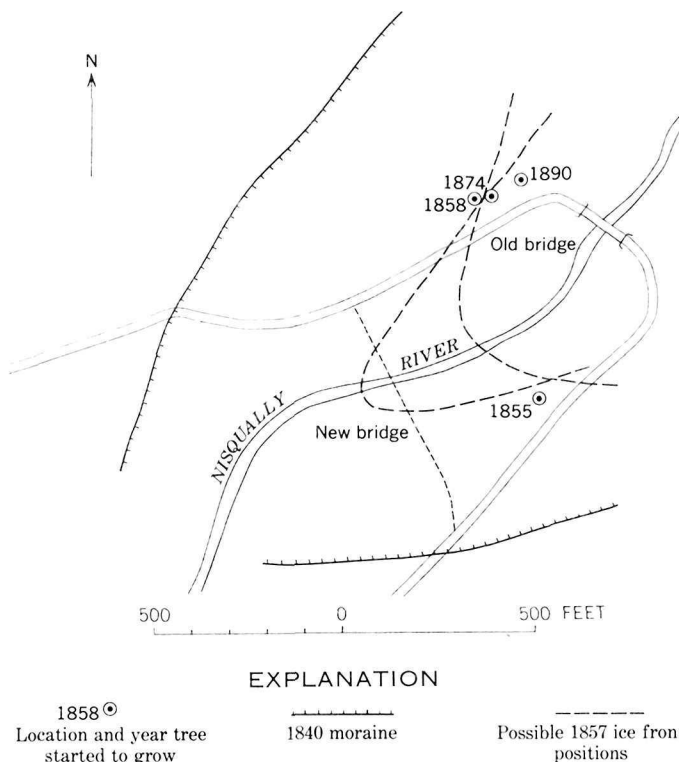 N
1890
1874
1858
Old bridge
RIVER
NISQUALLY
1855
New bridge
500 0 500 FEET
EXPLANATION
1858
Location and year tree
started to grow
1840 moraine
Possible 1857 ice fron
positions